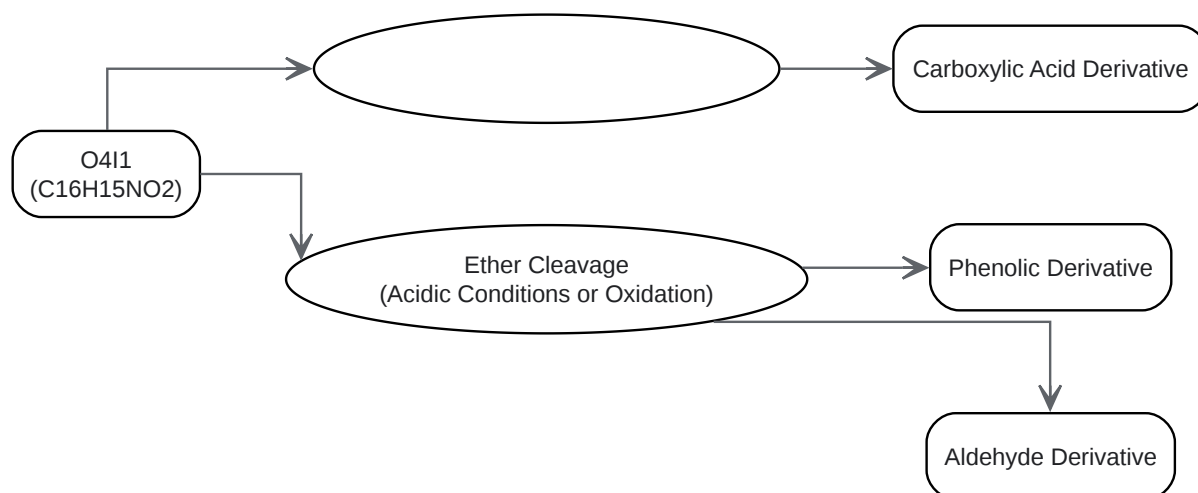 Carboxylic Acid Derivative
O4I1
(C16H15NO2)
Ether Cleavage
(Acidic Conditions or Oxidation)
Phenolic Derivative
Aldehyde Derivative